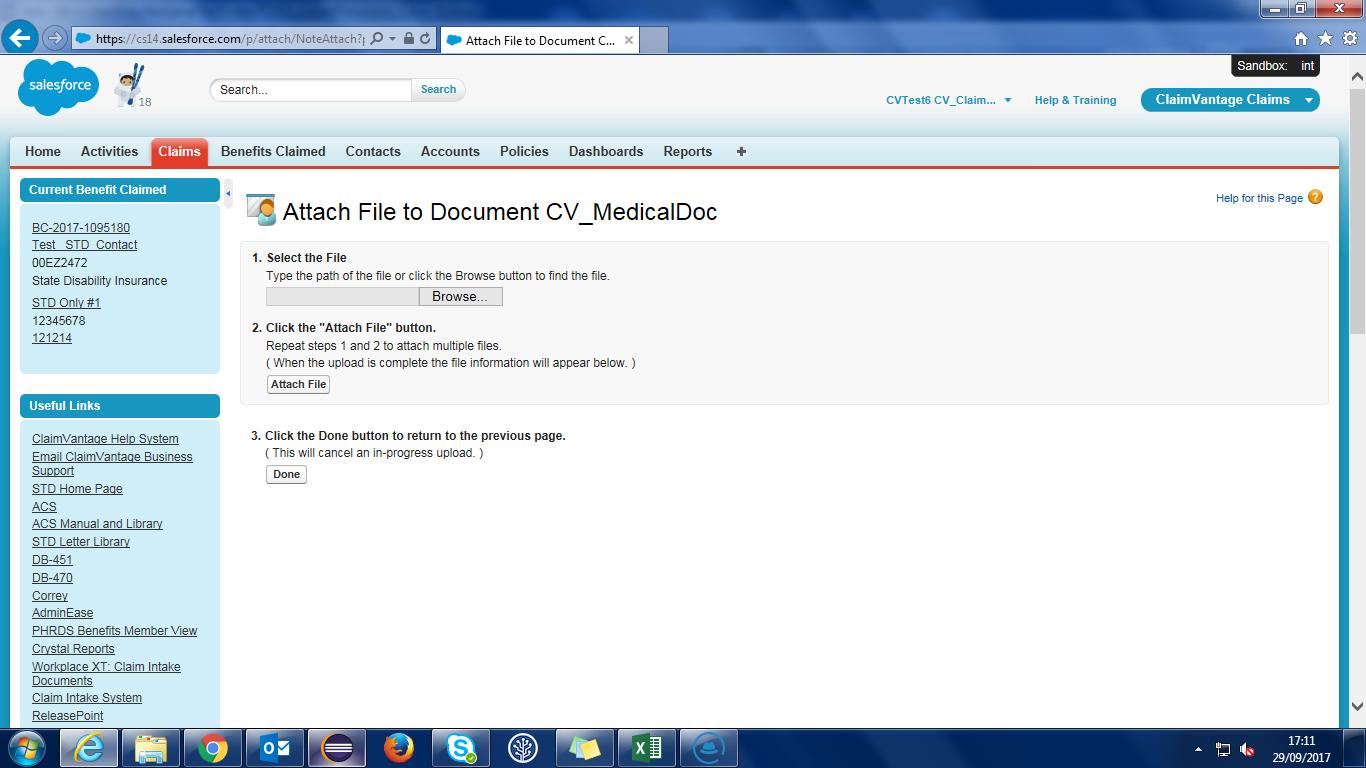 https://cs14.salesforce.com/p/attach/NoteAttach?
Attach File to Document C...
Sandbox: int
salesforce
18
Search...
Search
CVTest6 CV_Claim...
Help & Training
ClaimVantage Claims
Home
Activities
Claims
Benefits Claimed
Contacts
Accounts
Policies
Dashboards
Reports
Current Benefit Claimed
BC-2017-1095180
Test_ STD_Contact
00EZ2472
State Disability Insurance
STD Only #1
12345678
121214
Useful Links
ClaimVantage Help System
Email ClaimVantage Business
Support
STD Home Page
ACS
ACS Manual and Library
STD Letter Library
DB-451
DB-470
Correy
AdminEase
PHRDS Benefits Member View
Crystal Reports
Workplace XT: Claim Intake
Documents
Claim Intake System
ReleasePoint
Attach File to Document CV_MedicalDoc
Help for this Page
1. Select the File
Type the path of the file or click the Browse button to find the file.
Browse...
2. Click the "Attach File" button.
Repeat steps 1 and 2 to attach multiple files.
( When the upload is complete the file information will appear below. )
Attach File
3. Click the Done button to return to the previous page.
( This will cancel an in-progress upload. )
Done
17:11
29/09/2017